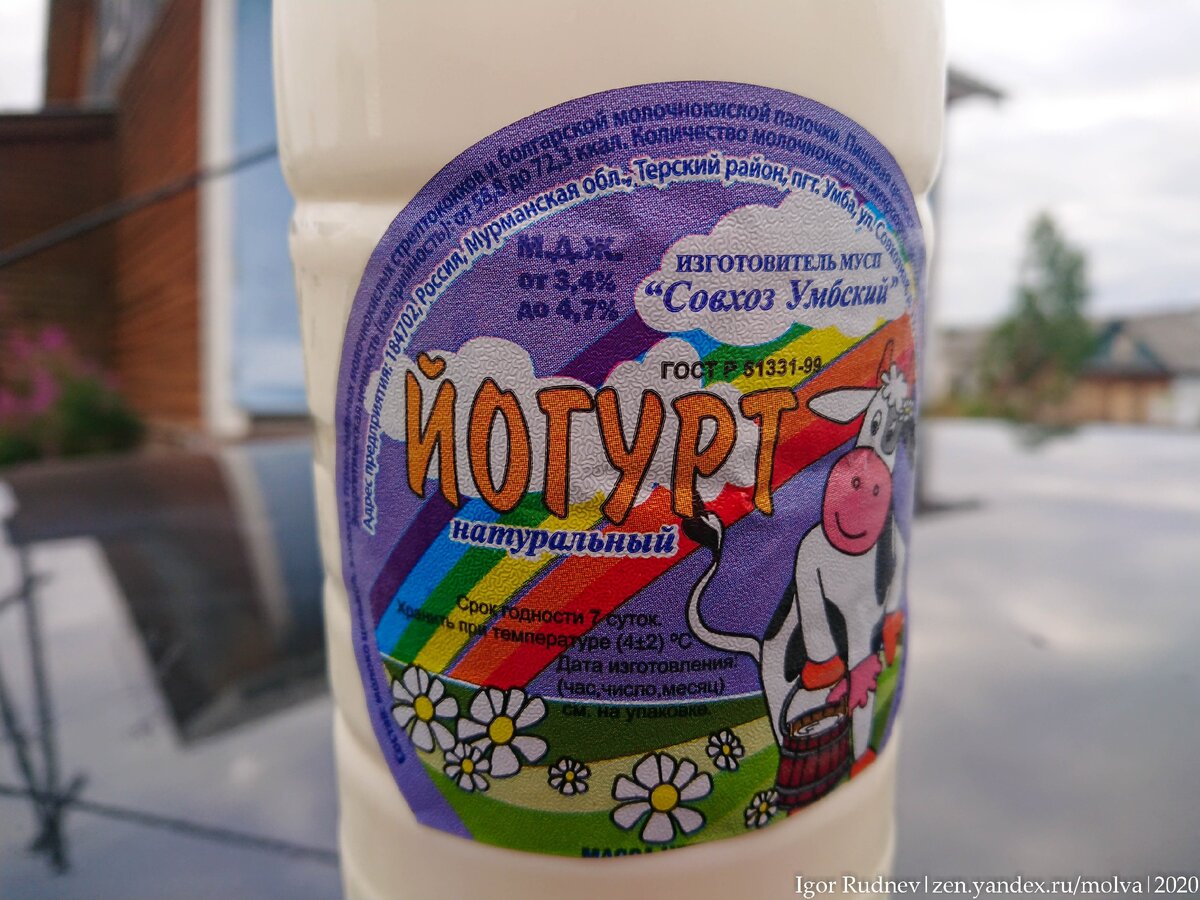 стрептококков и болгарской молочнокислой палочки. Пищевая
от 58,8 до 72,3 ккал. Количество молочнокислых
Адрес предприятия: 184702, Россия, Мурманская обл., Терский район, пгт. Умба, ул. Совхозная
М.Д.Ж.
от 3,4%
до 4,7%
ИЗГОТОВИТЕЛЬ МУСП
“Совхоз Умбский”
ГОСТ Р 51331-99
ЙОГУРТ
натуральный
Срок годности 7 суток.
Хранить при температуре (4±2) °С
Дата изготовления:
(час,число,месяц)
см. на упаковке
МАССА
Igor Rudnev|zen.yandex.ru/molva|2020